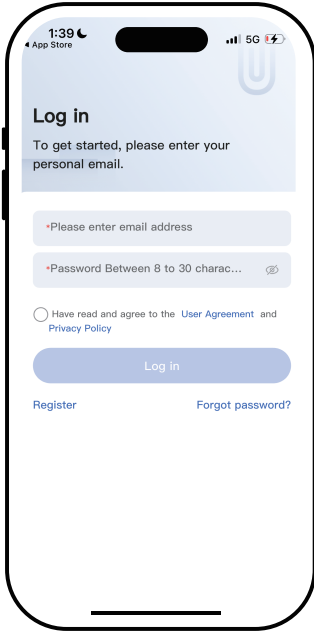 1:39
5G
App Store
Log in
To get started, please enter your
personal email.
*Please enter email address
*Password Between 8 to 30 charac...
Have read and agree to the User Agreement and
Privacy Policy
Log in
Register Forgot password?